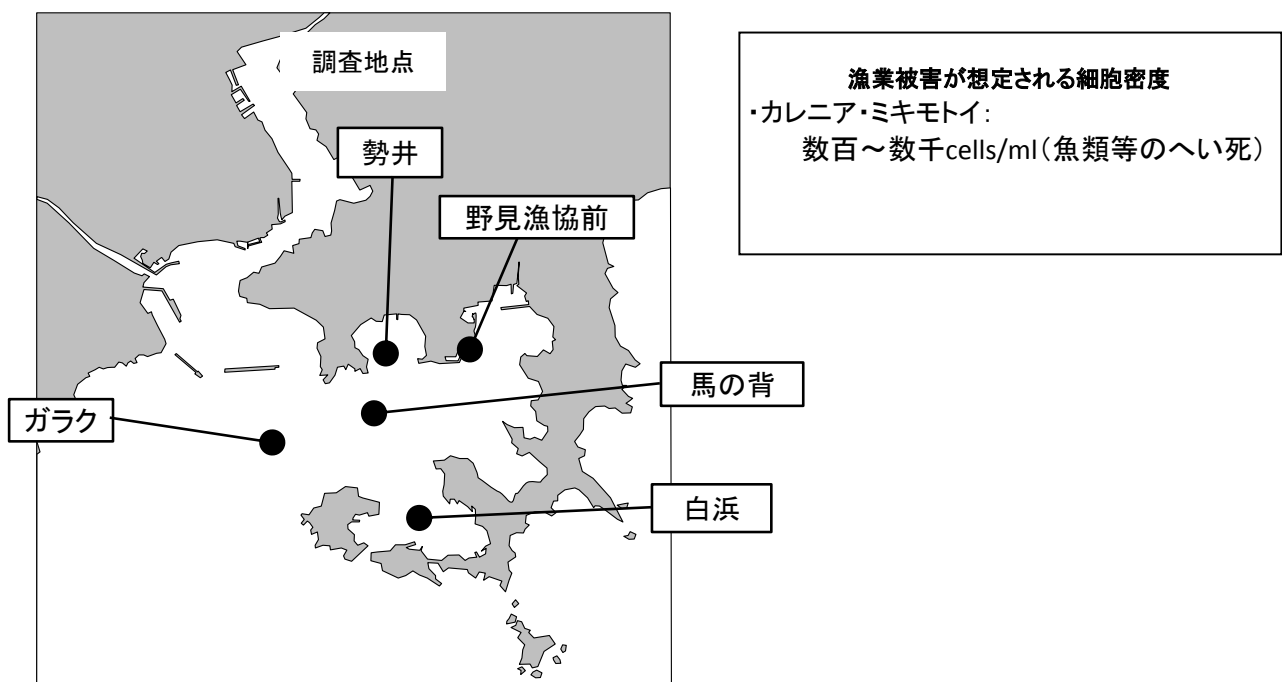 調査地点
勢井
野見漁協前
馬の背
ガラク
白浜
漁業被害が想定される細胞密度
・カレニア・ミキモトイ:
数百~数千cells/ml(魚類等のへい死)